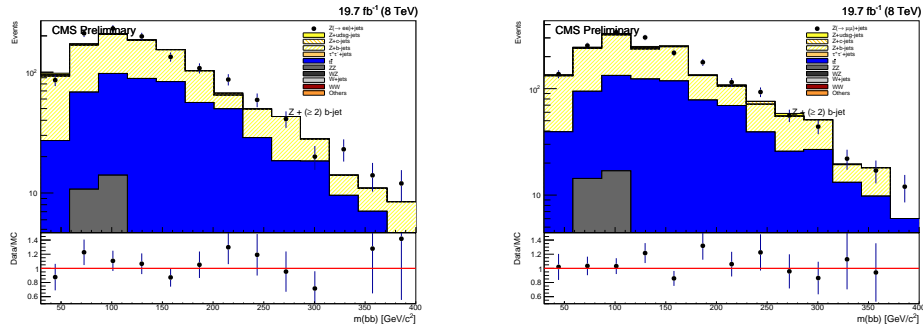 19.7 fb⁻¹ (8 TeV)
CMS Preliminary
Events
Z(→ ee)+jets
Z+udsg-jets
Z+c-jets
Z+b-jets
τ⁺τ⁻+jets
tt̄
ZZ
WZ
W+jets
WW
Others
Z + (≥ 2) b-jet
10²
10
Data/MC
1.4
1.2
1
0.8
0.6
50 100 150 200 250 300 350 400
m(bb) [GeV/c²]
19.7 fb⁻¹ (8 TeV)
CMS Preliminary
Events
Z(→ μμ)+jets
Z+udsg-jets
Z+c-jets
Z+b-jets
τ⁺τ⁻+jets
tt̄
ZZ
WZ
W+jets
WW
Others
Z + (≥ 2) b-jet
10²
10
Data/MC
1.4
1.2
1
0.8
0.6
50 100 150 200 250 300 350 400
m(bb) [GeV/c²]